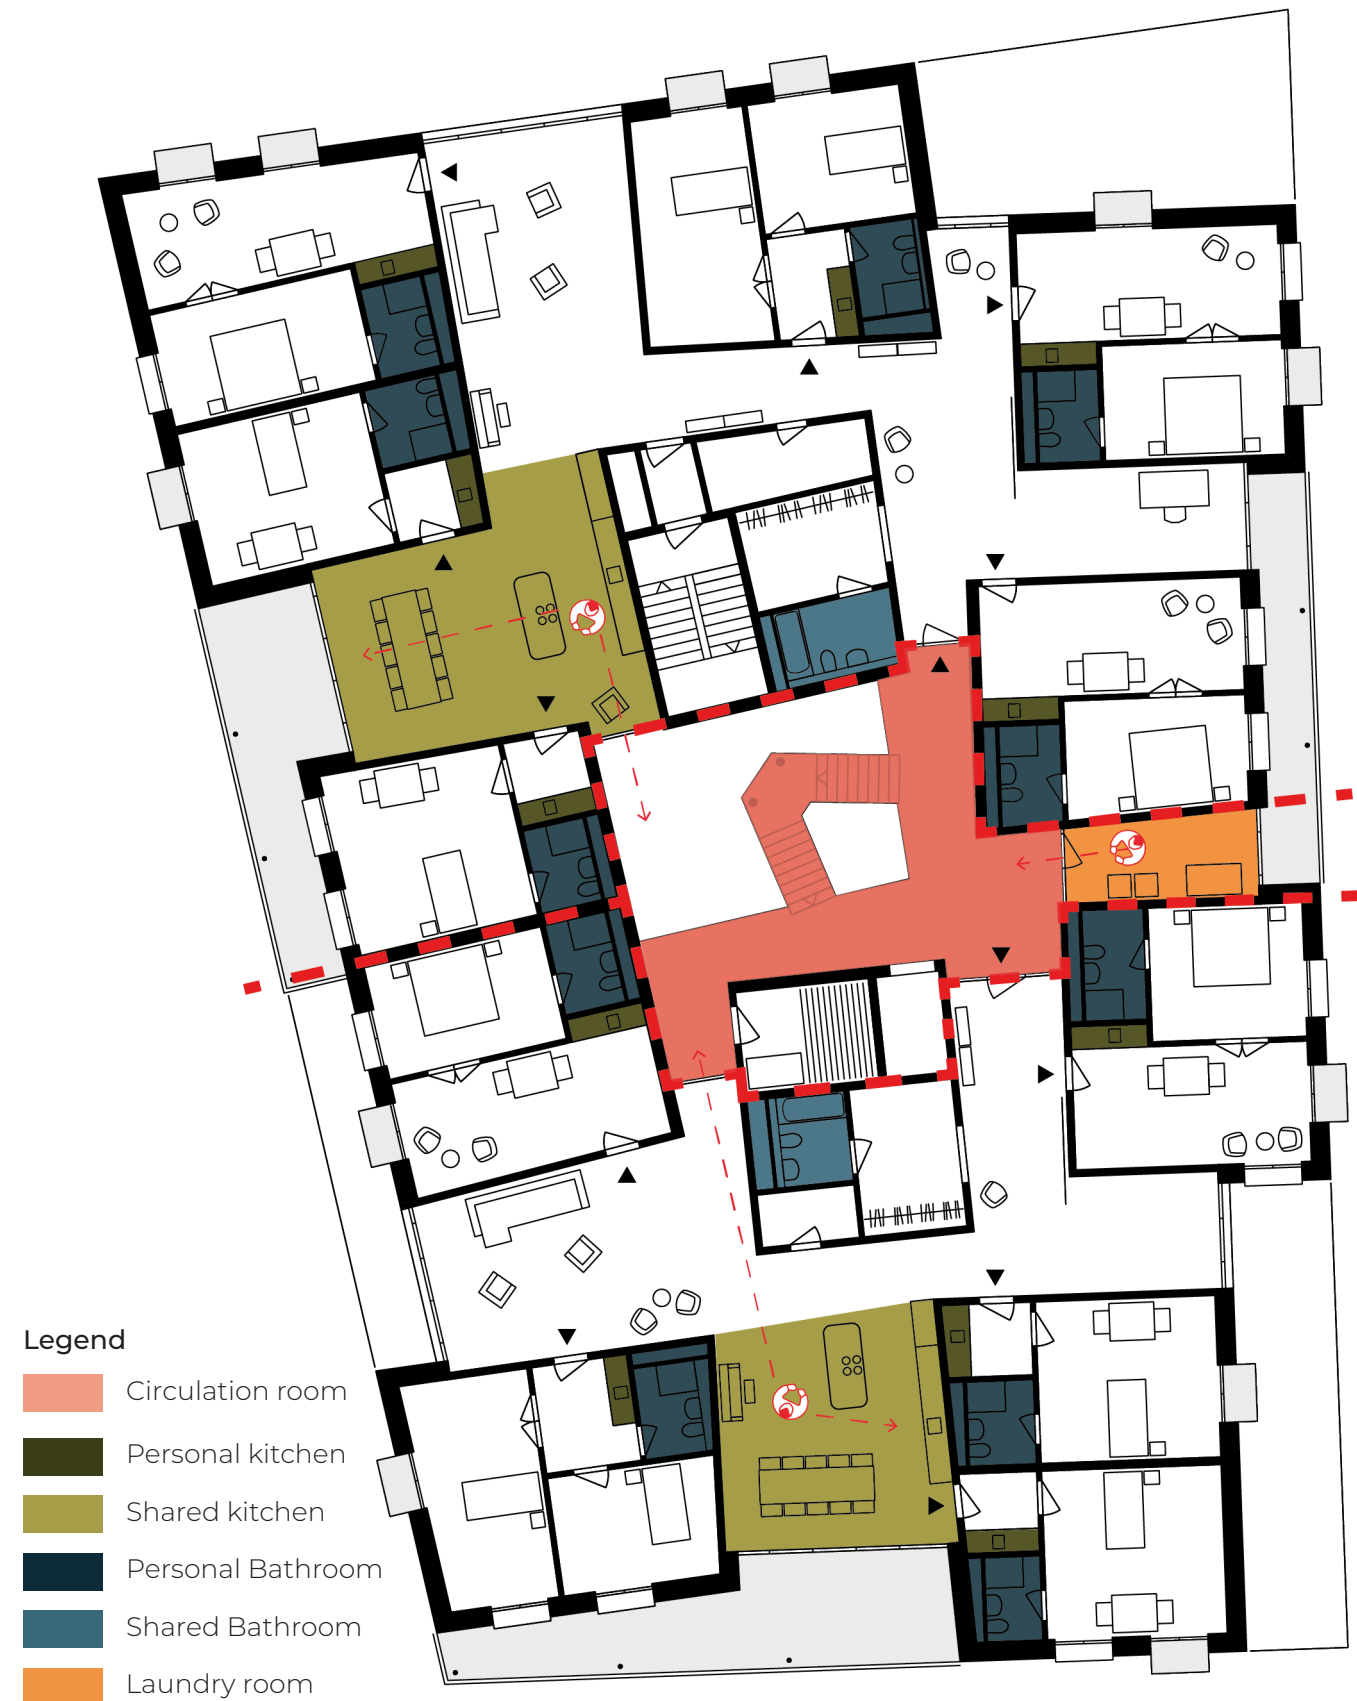 Legend
Circulation room
Personal kitchen
Shared kitchen
Personal Bathroom
Shared Bathroom
Laundry room